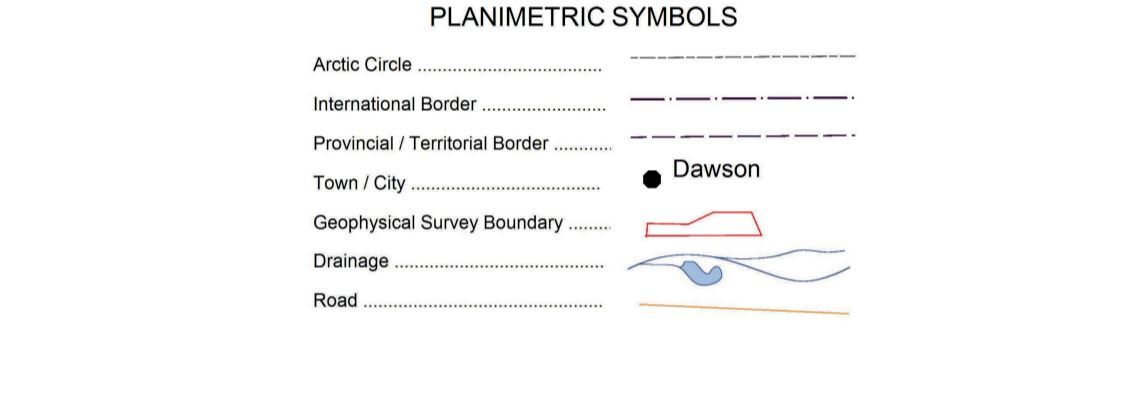 PLANIMETRIC SYMBOLS
Arctic Circle .....................................
International Border .........................
Provincial / Territorial Border ............
Town / City ...................................... Dawson
Geophysical Survey Boundary ........
Drainage ..........................................
Road ................................................